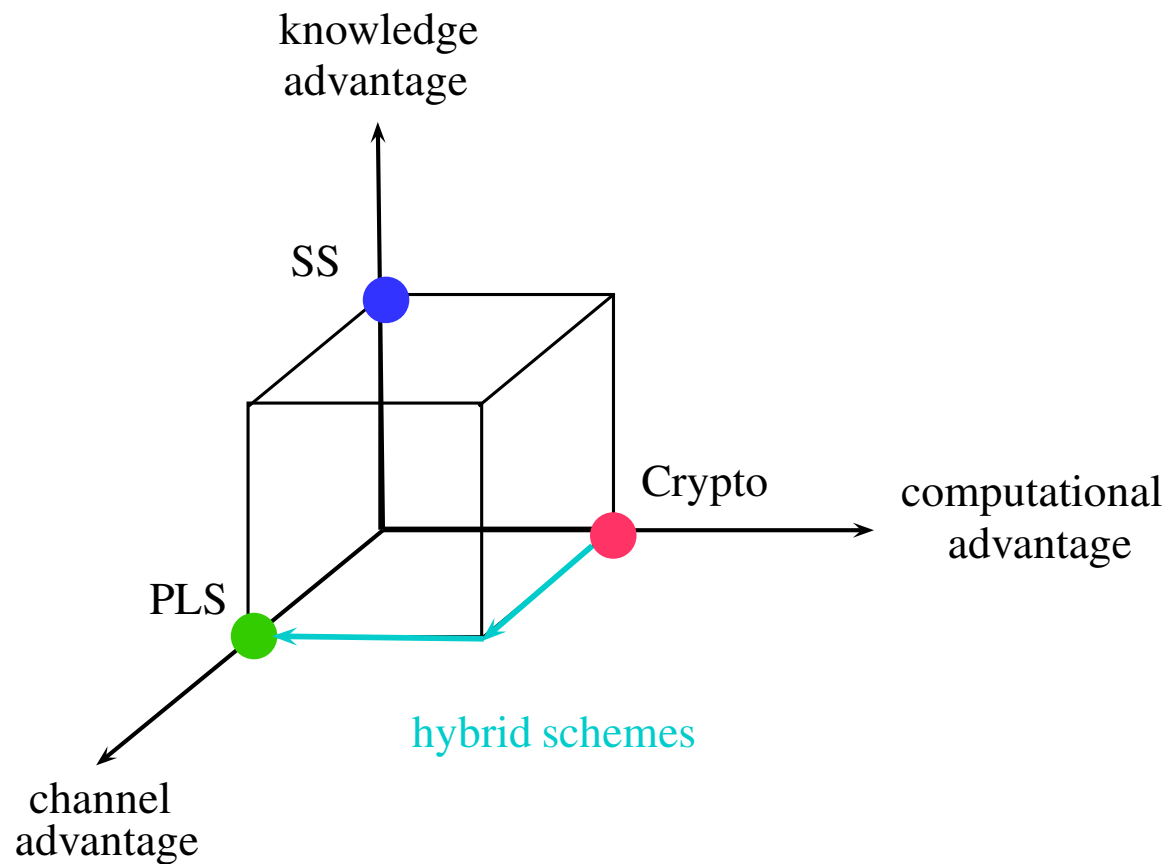 knowledge
advantage
SS
Crypto
computational
advantage
PLS
hybrid schemes
channel
advantage